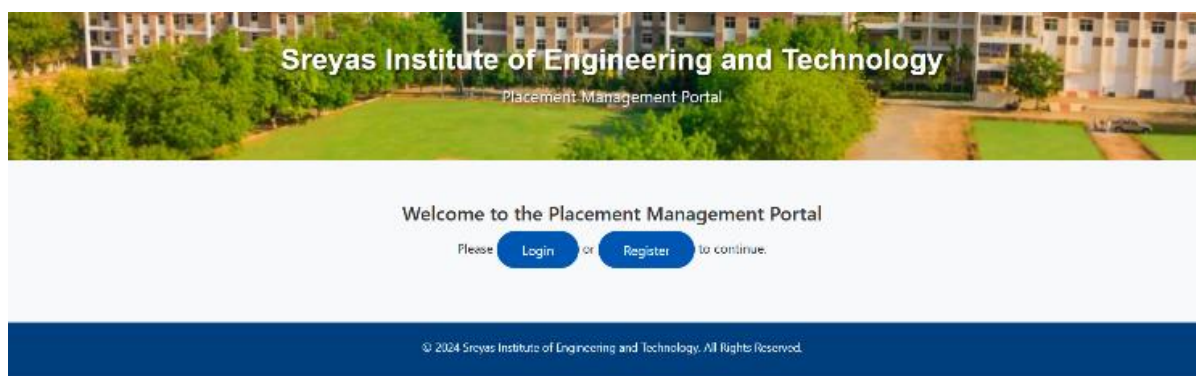 Sreyas Institute of Engineering and Technology
Placement Management Portal
Welcome to the Placement Management Portal
Please Login or Register to continue.
© 2024 Sreyas Institute of Engineering and Technology. All Rights Reserved.